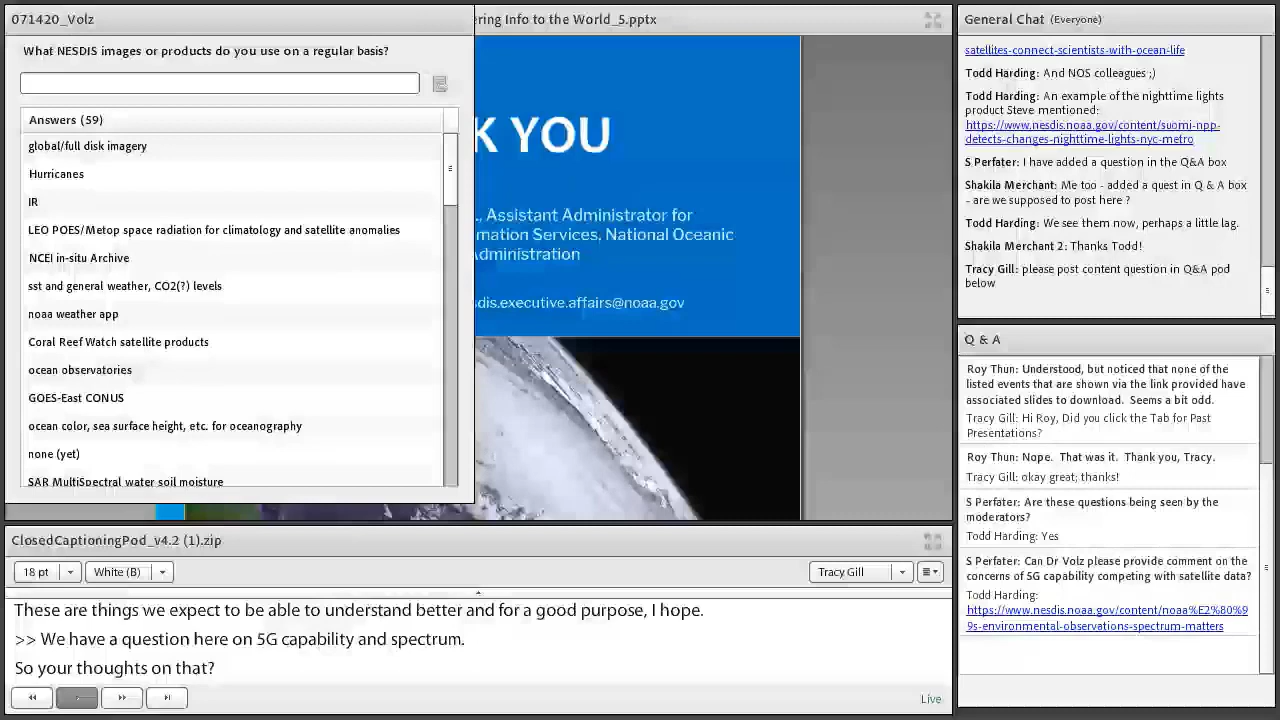 071420_Volz
What NESDIS images or products do you use on a regular basis?
Answers (59)
global/full disk imagery
Hurricanes
IR
LEO POES/Metop space radiation for climatology and satellite anomalies
NCEI in-situ Archive
sst and general weather, CO2(?) levels
noaa weather app
Coral Reef Watch satellite products
ocean observatories
GOES-East CONUS
ocean color, sea surface height, etc. for oceanography
none (yet)
SAR MultiSpectral water soil moisture
ering Info to the World_5.pptx
K YOU
., Assistant Administrator for
mation Services, National Oceanic
Administration
sdis.executive.affairs@noaa.gov
ClosedCaptioningPod_v4.2 (1).zip
18 pt
White (B)
Tracy Gill
These are things we expect to be able to understand better and for a good purpose, I hope.
>> We have a question here on 5G capability and spectrum.
So your thoughts on that?
Live
General Chat (Everyone)
satellites-connect-scientists-with-ocean-life
Todd Harding: And NOS colleagues ;)
Todd Harding: An example of the nighttime lights
product Steve mentioned:
https://www.nesdis.noaa.gov/content/suomi-npp-
detects-changes-nighttime-lights-nyc-metro
S Perfater: I have added a question in the Q&A box
Shakila Merchant: Me too - added a quest in Q & A box
- are we supposed to post here ?
Todd Harding: We see them now, perhaps a little lag.
Shakila Merchant 2: Thanks Todd!
Tracy Gill: please post content question in Q&A pod
below
Q & A
Roy Thun: Understood, but noticed that none of the
listed events that are shown via the link provided have
associated slides to download. Seems a bit odd.
Tracy Gill: Hi Roy, Did you click the Tab for Past
Presentations?
Roy Thun: Nope. That was it. Thank you, Tracy.
Tracy Gill: okay great; thanks!
S Perfater: Are these questions being seen by the
moderators?
Todd Harding: Yes
S Perfater: Can Dr Volz please provide comment on the
concerns of 5G capability competing with satellite data?
Todd Harding:
https://www.nesdis.noaa.gov/content/noaa%E2%80%9
9s-environmental-observations-spectrum-matters